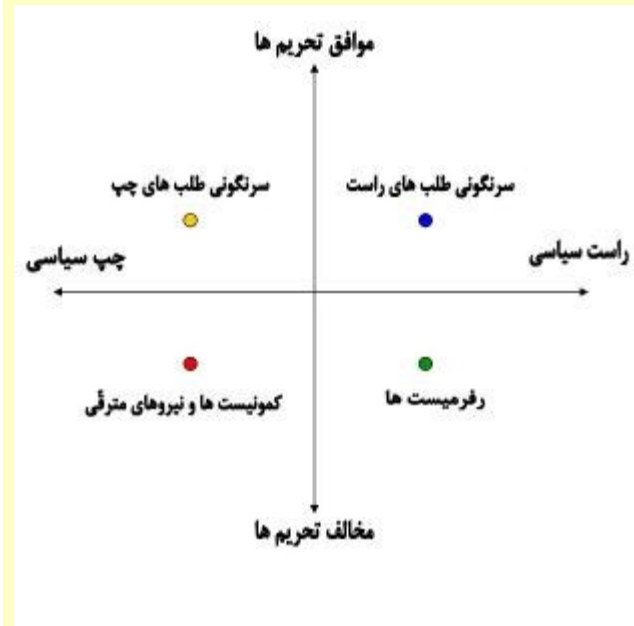 موافق تحریم ها
سرنگونی طلب های راست
سرنگونی طلب های چپ
راست سیاسی
چپ سیاسی
رفرمیست ها
کمونیست ها و نیروهای مترقّی
مخالف تحریم ها